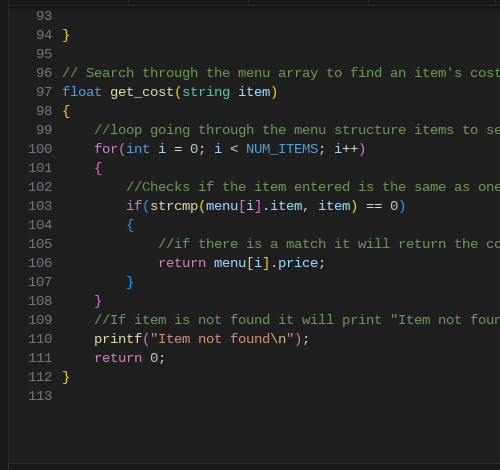 93
94 }
95
96 // Search through the menu array to find an item's cost
97 float get_cost(string item)
98 {
99     //loop going through the menu structure items to se
100     for(int i = 0; i < NUM_ITEMS; i++)
101     {
102         //Checks if the item entered is the same as one
103         if(strcmp(menu[i].item, item) == 0)
104         {
105             //if there is a match it will return the co
106             return menu[i].price;
107         }
108     }
109     //If item is not found it will print "Item not foun
110     printf("Item not found\n");
111     return 0;
112 }
113